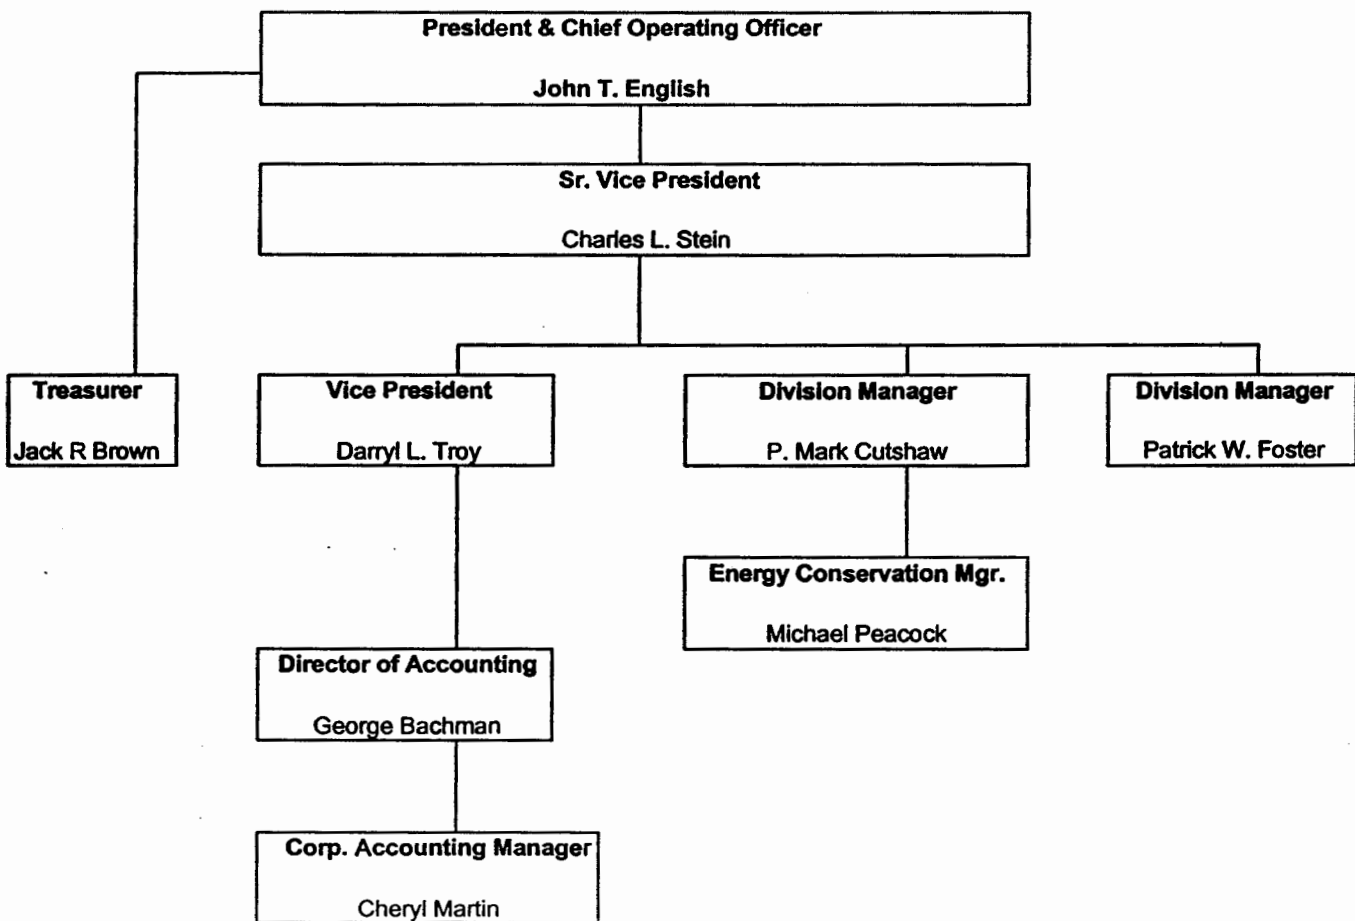 President & Chief Operating Officer
John T. English
Sr. Vice President
Charles L. Stein
Treasurer
Jack R Brown
Vice President
Darryl L. Troy
Division Manager
P. Mark Cutshaw
Division Manager
Patrick W. Foster
Energy Conservation Mgr.
Michael Peacock
Director of Accounting
George Bachman
Corp. Accounting Manager
Cheryl Martin